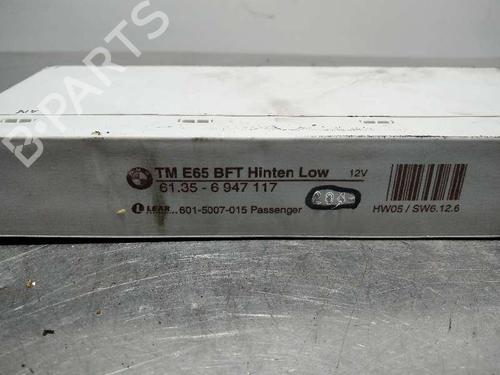 B-PARTS
TM E65 BFT Hinten Low 12V
61.35 - 6 947 117
LEAR...601-5007-015 Passenger
HW05 / SW6.12.6